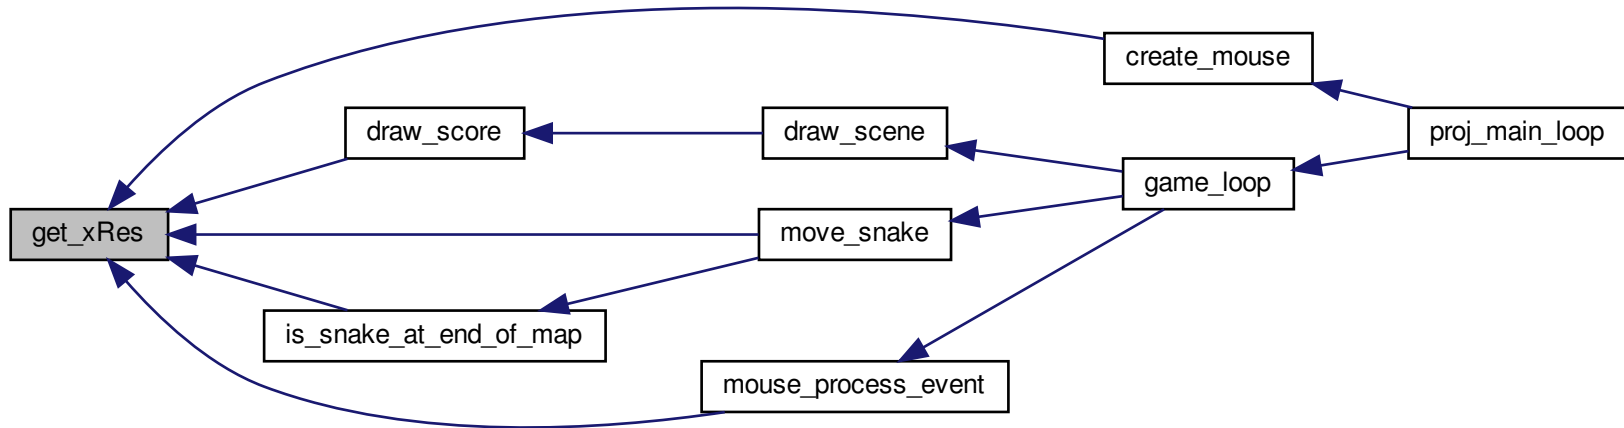 create_mouse
draw_score
draw_scene
proj_main_loop
game_loop
get_xRes
move_snake
is_snake_at_end_of_map
mouse_process_event